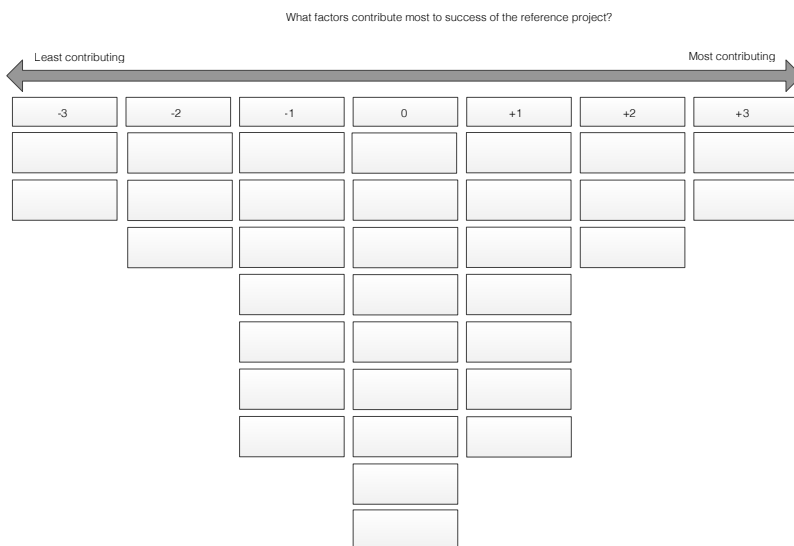 What factors contribute most to success of the reference project?
Least contributing
Most contributing
-3 -2 -1 0 +1 +2 +3